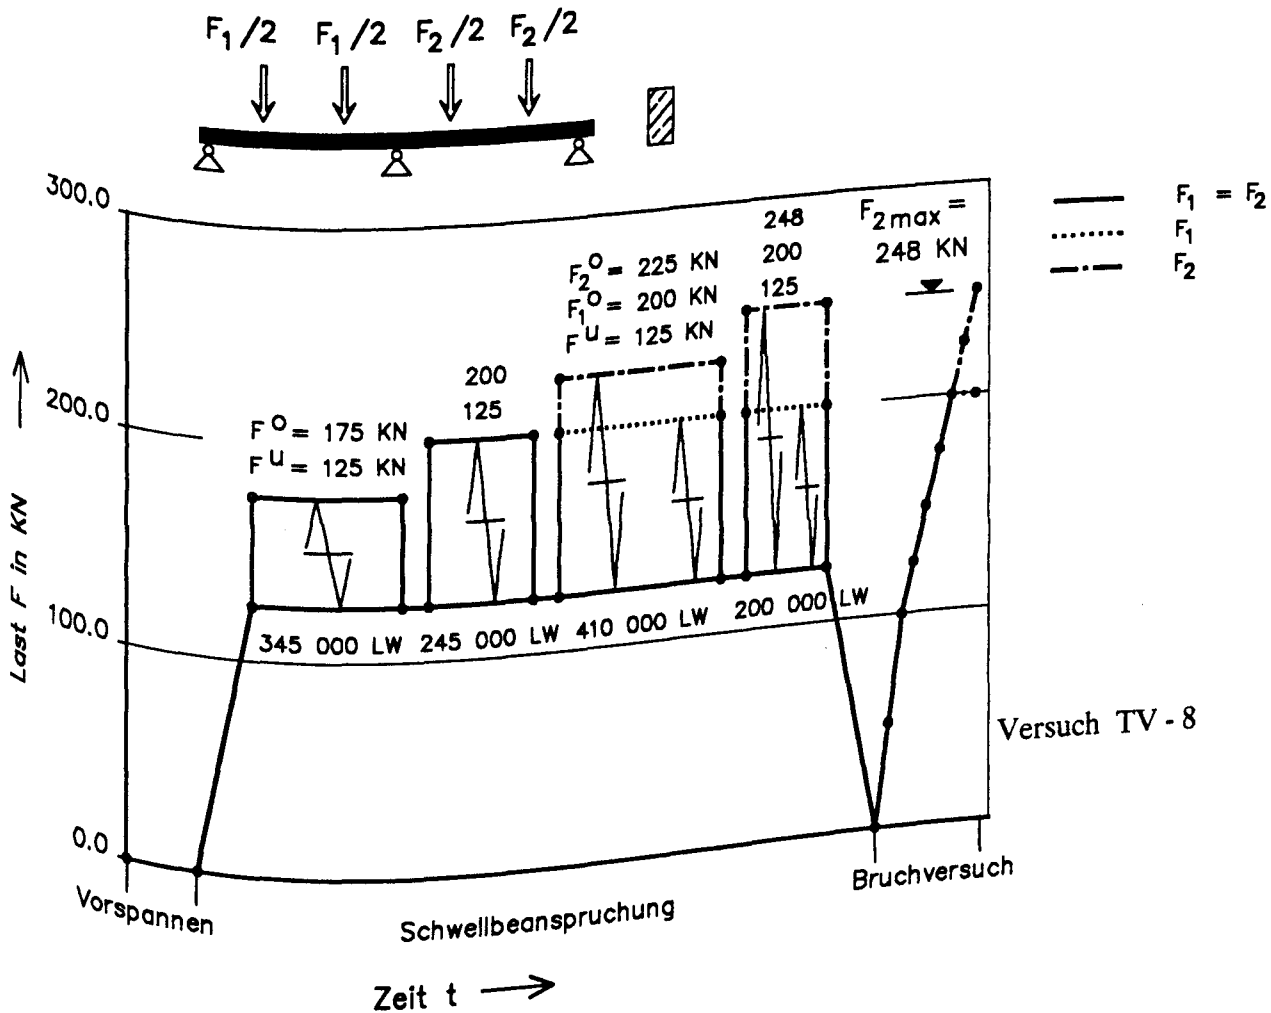 F₁/2 F₁/2 F₂/2 F₂/2
300.0
200.0
100.0
0.0
Last F in KN
F₁ = F₂
F₁
F₂
Fᵒ = 175 KN
Fᵘ = 125 KN
200
125
F₂ᵒ = 225 KN
F₁ᵒ = 200 KN
Fᵘ = 125 KN
248
200
125
F₂max =
248 KN
345 000 LW 245 000 LW 410 000 LW 200 000 LW
Versuch TV - 8
Vorspannen
Schwellbeanspruchung
Bruchversuch
Zeit t